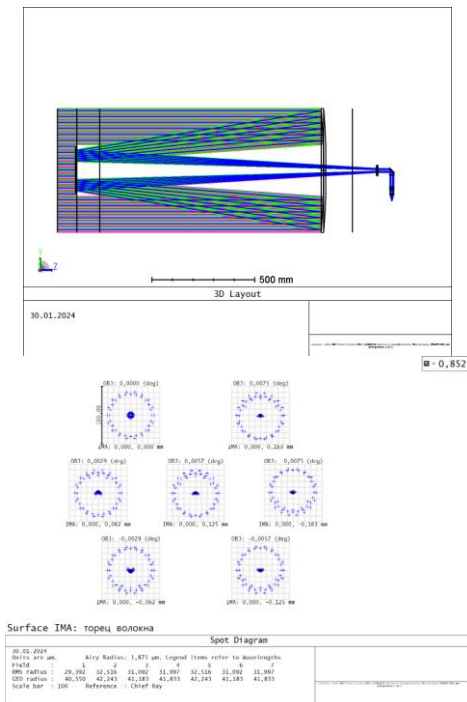 Y
Z
500 mm
3D Layout
30.01.2024
0,852
OBJ: 0,0000 (deg)
OBJ: 0,0075 (deg)
100,00
IMA: 0,000, 0,000 mm
IMA: 0,000, 0,163 mm
OBJ: 0,0029 (deg)
OBJ: 0,0057 (deg)
OBJ: -0,0075 (deg)
IMA: 0,000, 0,062 mm
IMA: 0,000, 0,125 mm
IMA: 0,000, -0,163 mm
OBJ: -0,0029 (deg)
OBJ: -0,0057 (deg)
IMA: 0,000, -0,062 mm
IMA: 0,000, -0,125 mm
Surface IMA: торец волокна
Spot Diagram
30.01.2024
Units are µm. Airy Radius: 1,871 µm. Legend items refer to Wavelengths
Field : 1 2 3 4 5 6 7
RMS radius : 29,392 32,516 31,092 31,997 32,516 31,092 31,997
GEO radius : 40,550 42,243 41,183 41,833 42,243 41,183 41,833
Scale bar : 100 Reference : Chief Ray